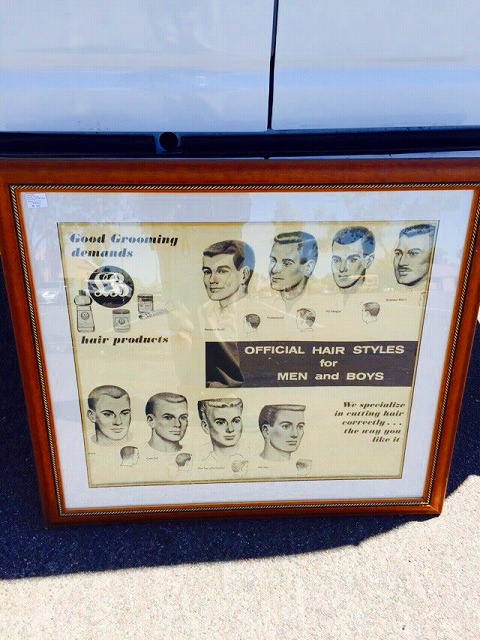 Good Grooming
demands
hair products
OFFICIAL HAIR STYLES
for
MEN and BOYS
We specialize
in cutting hair
correctly...
the way you
like it